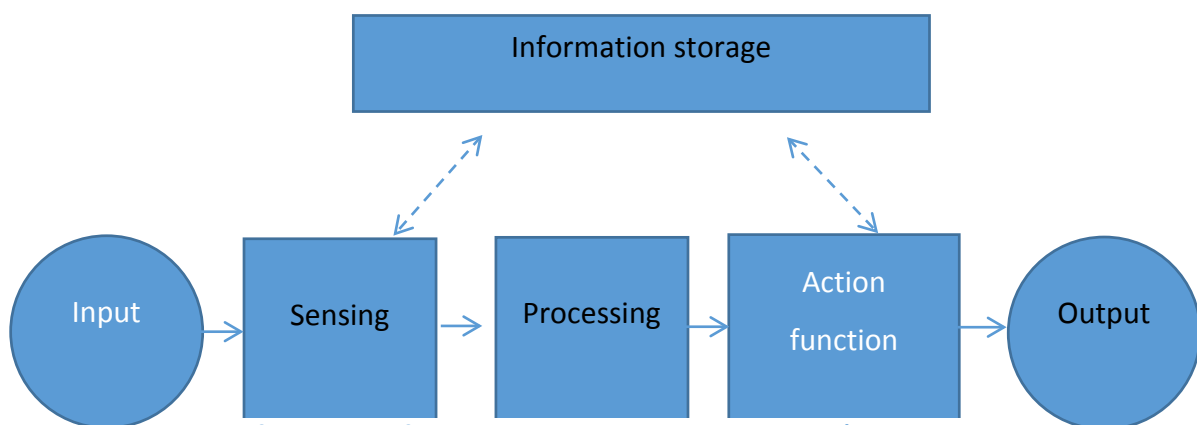 Information storage
Input
Sensing
Processing
Action
function
Output